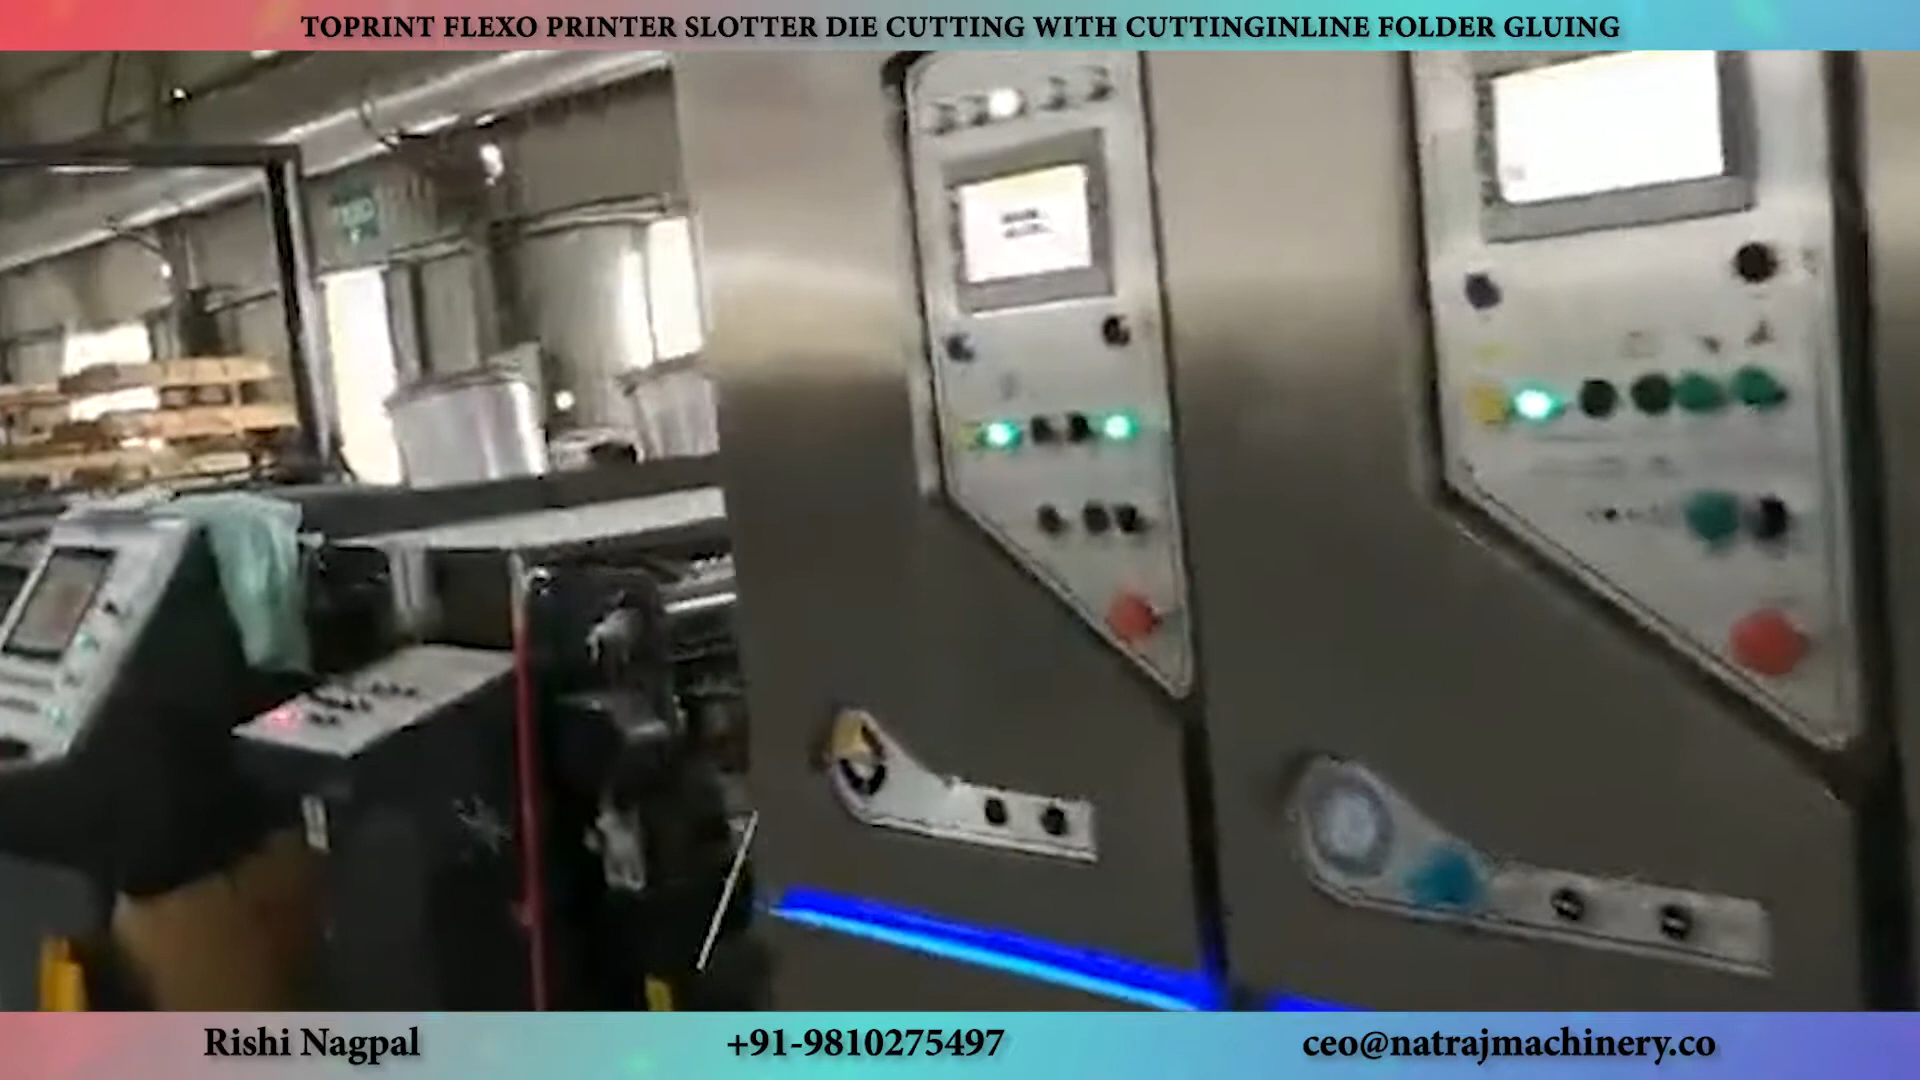 TOPRINT FLEXO PRINTER SLOTTER DIE CUTTING WITH CUTTINGINLINE FOLDER GLUING
Rishi Nagpal
+91-9810275497
ceo@natrajmachinery.co